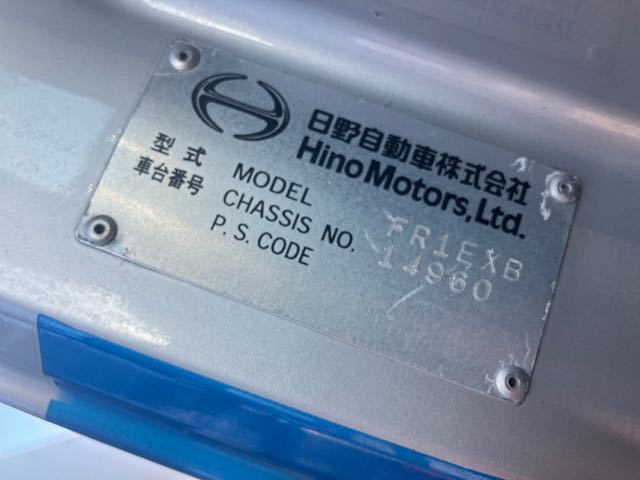 日野自動車株式会社
Hino Motors, Ltd.
型式 MODEL FR1EXB
車台番号 CHASSIS NO. 14960
P. S. CODE